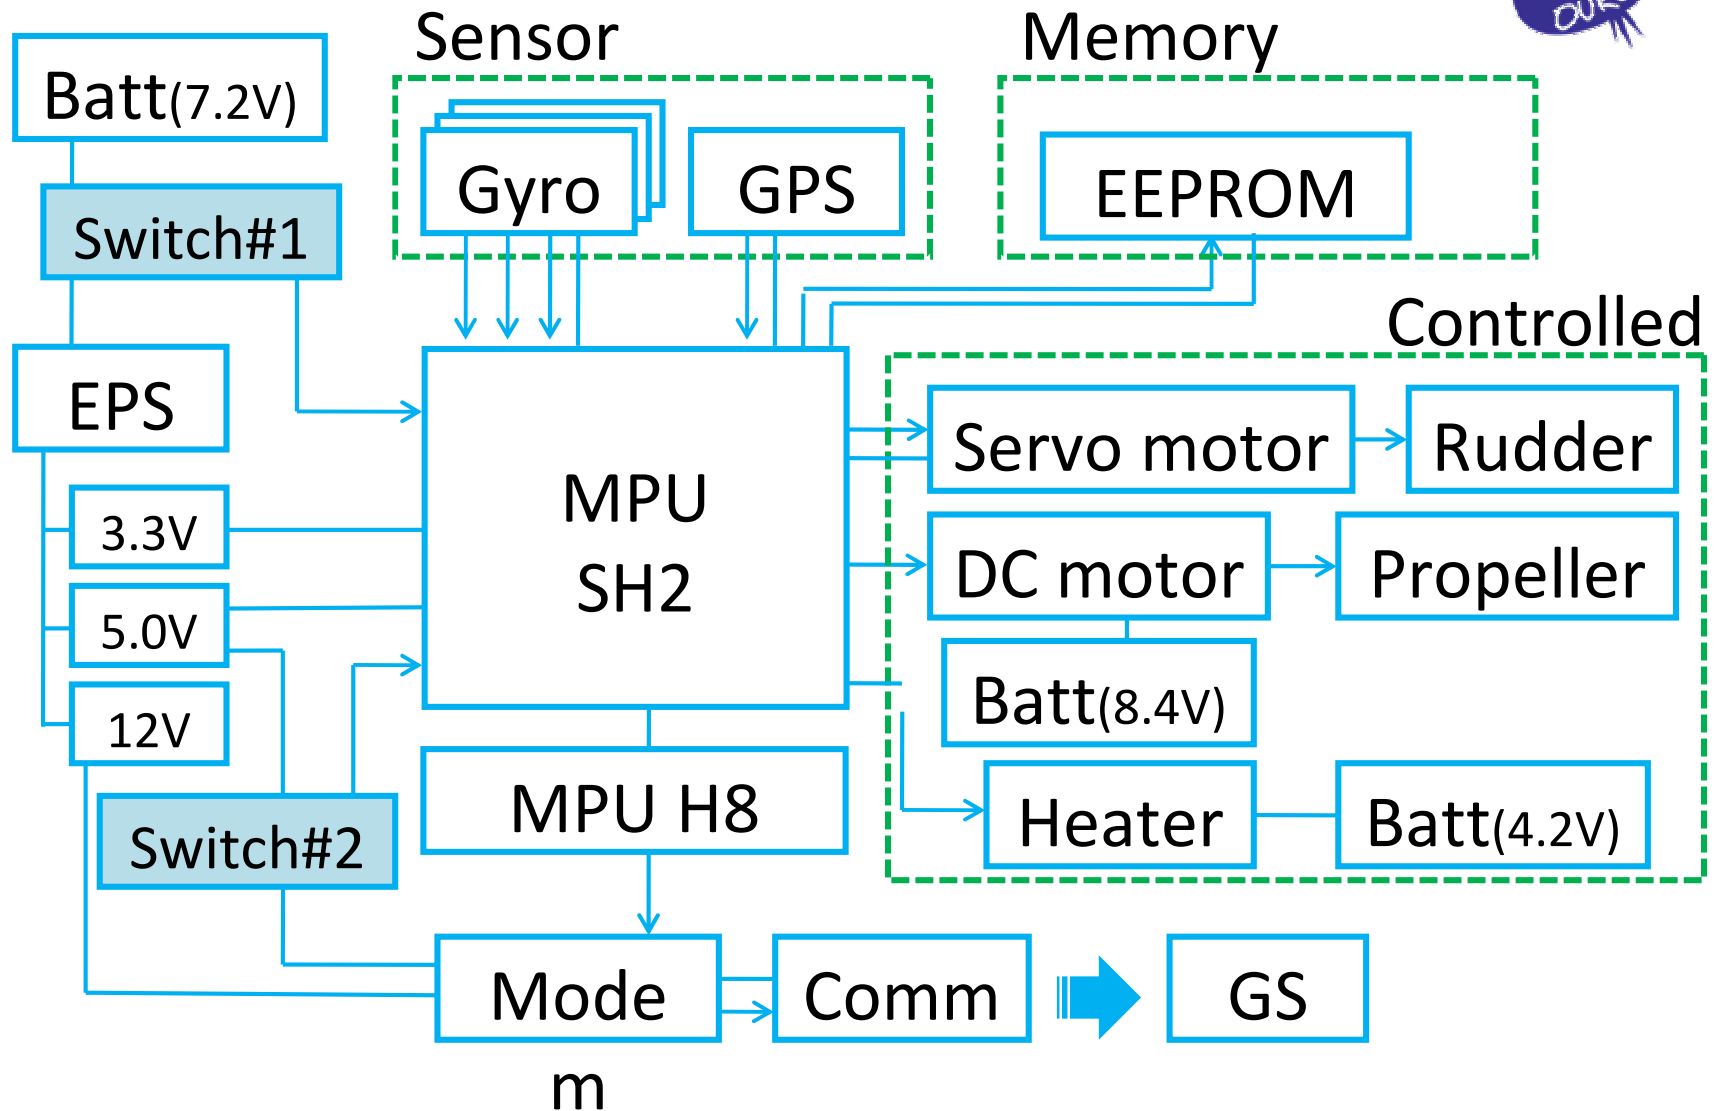 Sensor
Memory
Batt(7.2V)
Gyro
GPS
EEPROM
Switch#1
Controlled
EPS
Servo motor
Rudder
MPU
SH2
3.3V
DC motor
Propeller
5.0V
Batt(8.4V)
12V
MPU H8
Heater
Batt(4.2V)
Switch#2
Mode
m
Comm
GS